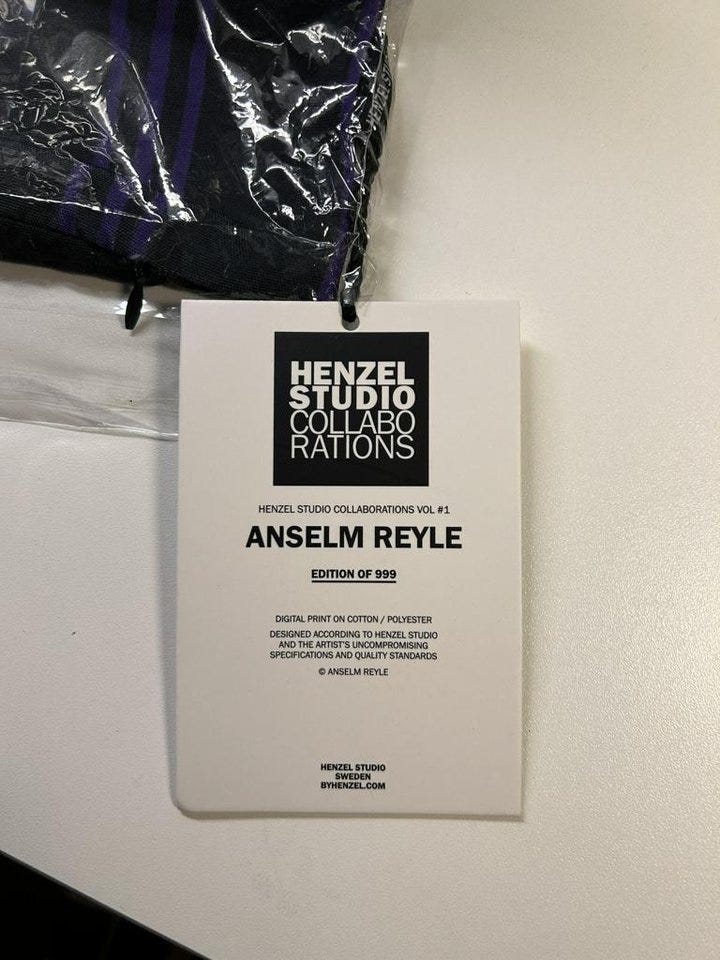 HENZEL
STUDIO
COLLABO
RATIONS
HENZEL STUDIO COLLABORATIONS VOL #1
ANSELM REYLE
EDITION OF 999
DIGITAL PRINT ON COTTON / POLYESTER
DESIGNED ACCORDING TO HENZEL STUDIO
AND THE ARTIST'S UNCOMPROMISING
SPECIFICATIONS AND QUALITY STANDARDS
© ANSELM REYLE
HENZEL STUDIO
SWEDEN
BYHENZEL.COM